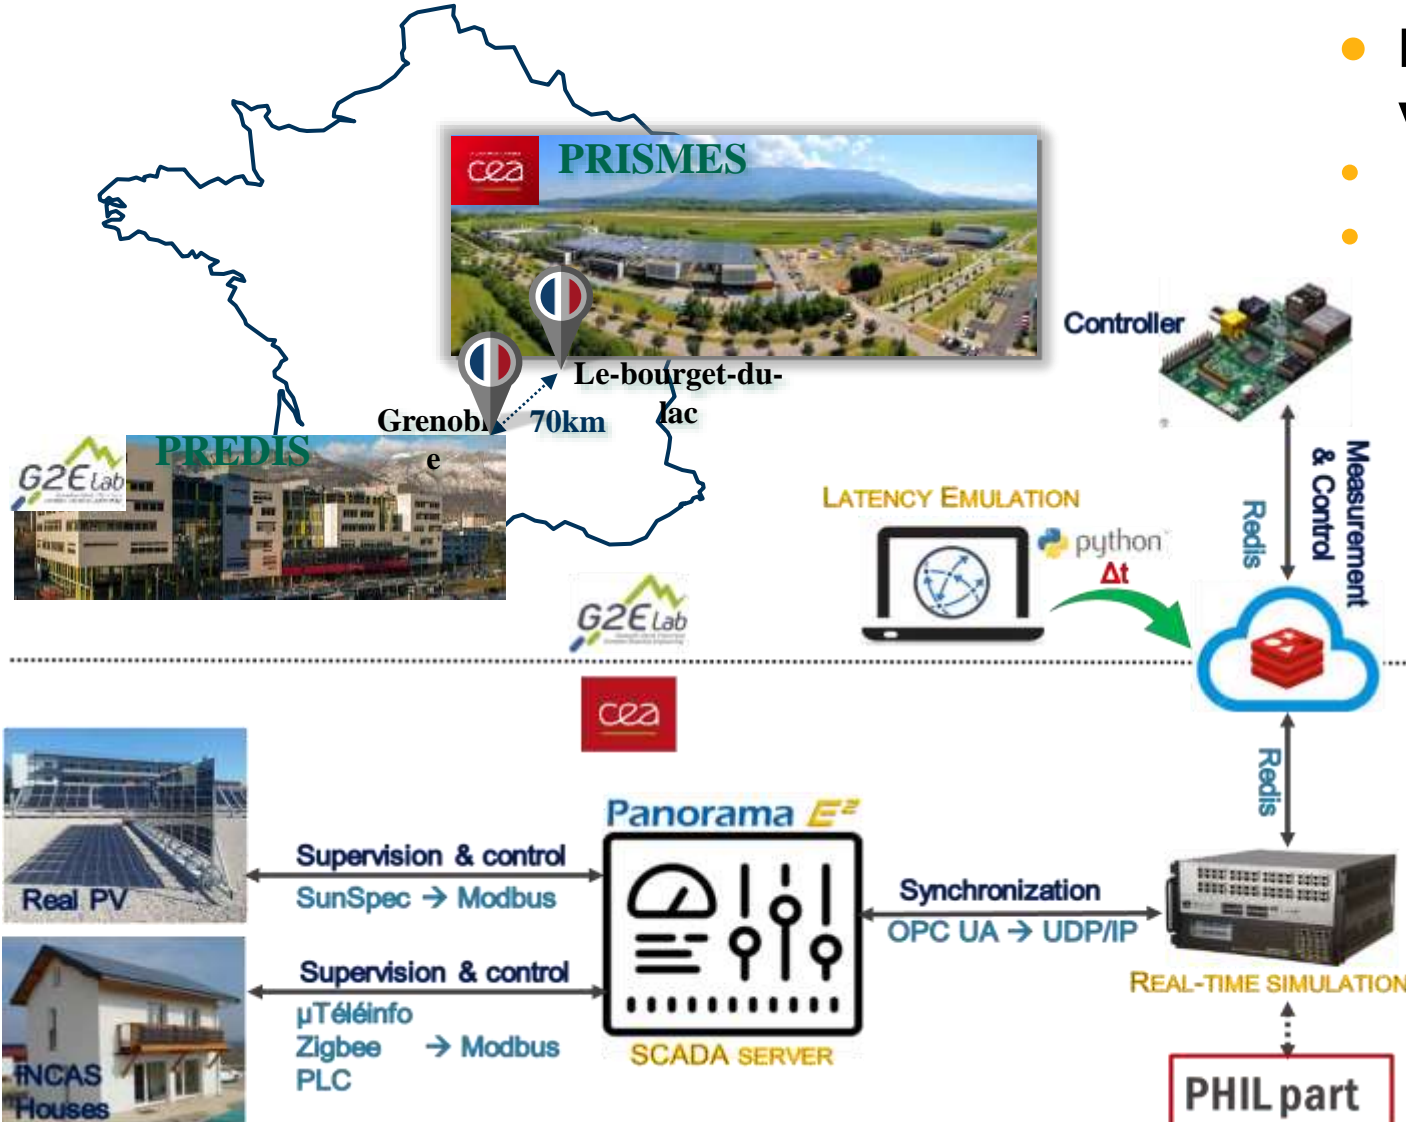 cea
PRISMES
Le-bourget-du-
lac
Grenobl
e
70km
PREDIS
G2ELab
Controller
Measurement
& Control
Redis
LATENCY EMULATION
python
Δt
G2ELab
cea
Redis
Real PV
Supervision & control
SunSpec → Modbus
Panorama E²
Synchronization
OPC UA → UDP/IP
REAL-TIME SIMULATION
INCAS
Houses
Supervision & control
µTéléinfo
Zigbee → Modbus
PLC
SCADA SERVER
PHIL part